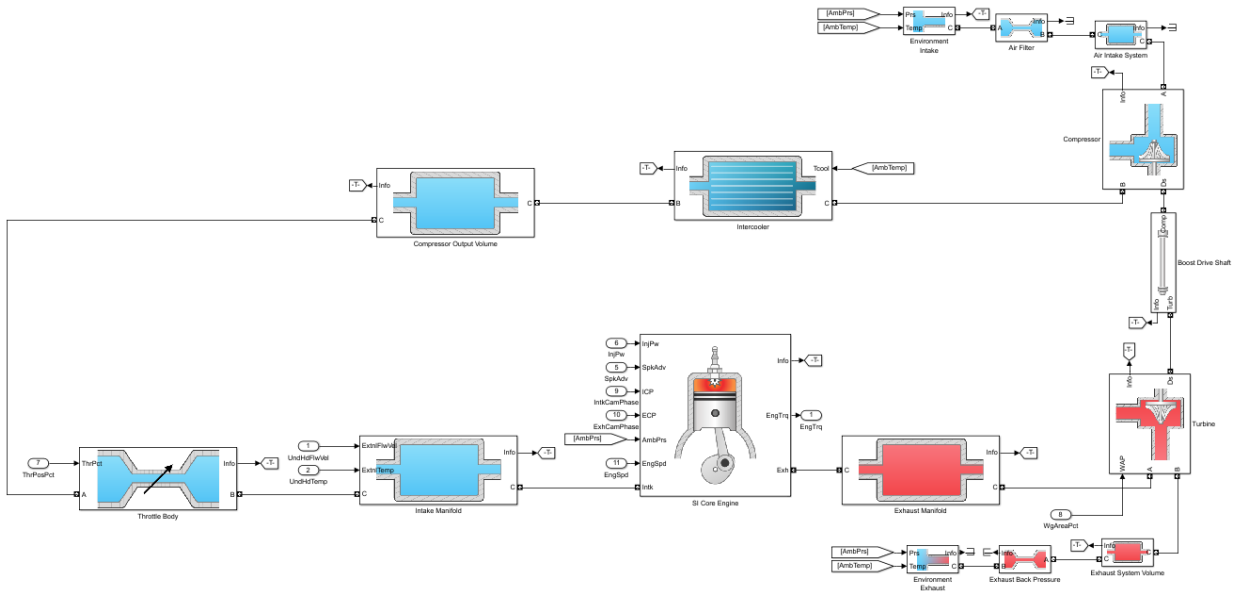 [AmbPrs]
[AmbTemp]
Prs
Temp
Info
C
-T-
Environment
Intake
A
Info
B
Air Filter
C
Info
C
Air Intake System
-T-
Info
A
Compressor
B
Ds
-T-
Info
Tcool
[AmbTemp]
B
C
Intercooler
-T-
Info
C
C
Compressor Output Volume
Comp
Boost Drive Shaft
Info
Turb
-T-
-T-
Info
Ds
Turbine
WAP
A
B
6
InjPw
InjPw
5
SpkAdv
SpkAdv
9
IntkCamPhase
ICP
10
ExhCamPhase
ECP
[AmbPrs]
AmbPrs
11
EngSpd
EngSpd
Intk
Info
-T-
EngTrq
1
EngTrq
Exh
SI Core Engine
7
ThrPosPct
ThrPct
Info
-T-
A
B
Throttle Body
1
UndHdFlwVol
ExtnlFlwVol
2
UndHdTemp
ExtnlTemp
Info
-T-
C
C
Intake Manifold
C
Info
-T-
C
Exhaust Manifold
8
WgAreaPct
[AmbPrs]
[AmbTemp]
Prs
Temp
Info
C
Environment
Exhaust
Info
B
A
Exhaust Back Pressure
-T-
Info
C
C
Exhaust System Volume